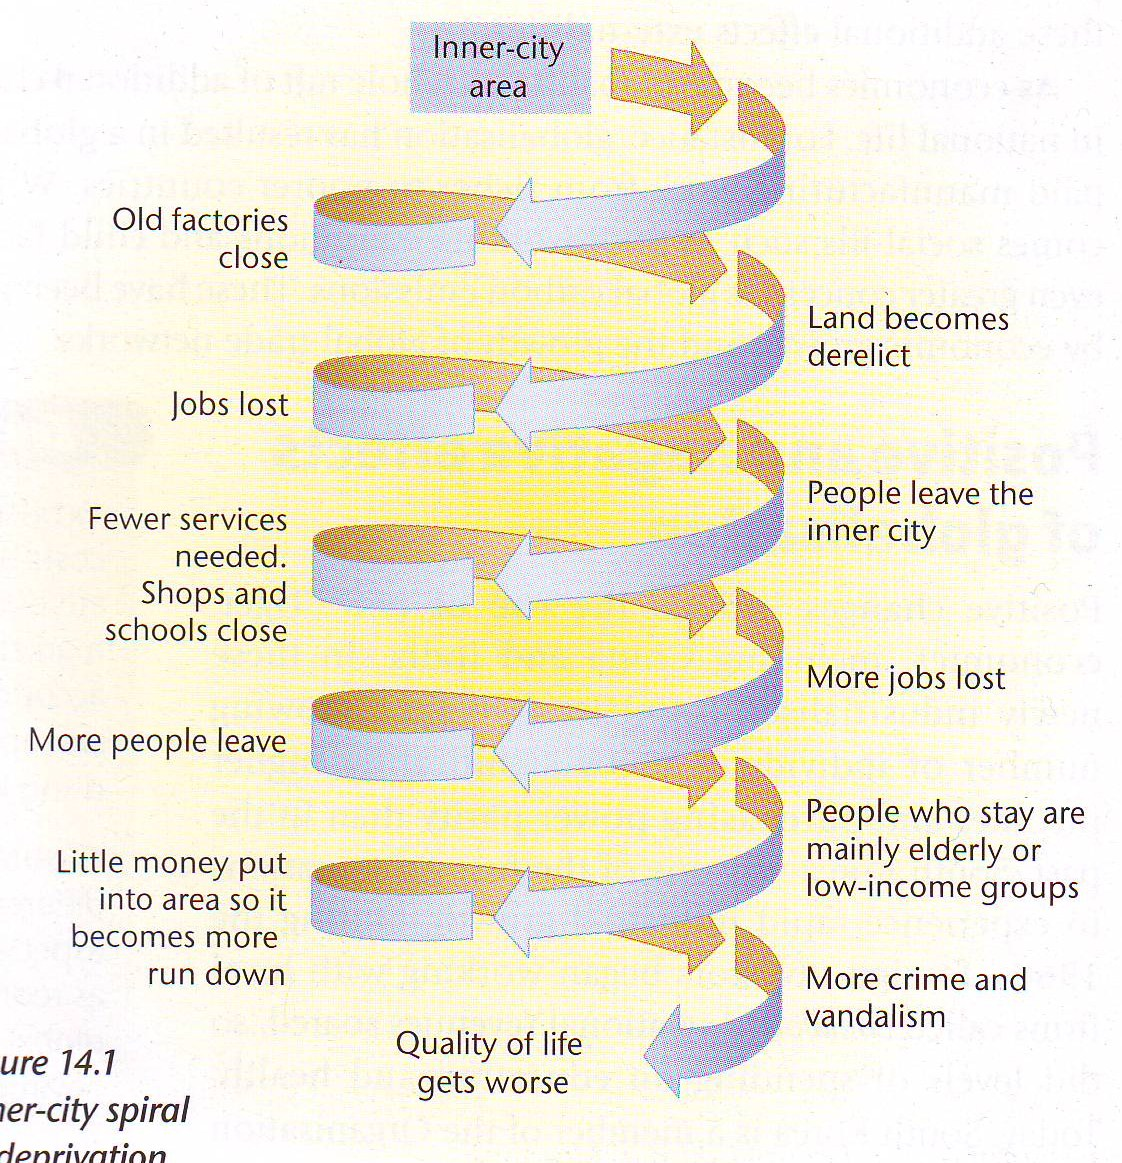 Inner-city
area
Old factories
close
Land becomes
derelict
Jobs lost
People leave the
inner city
Fewer services
needed.
Shops and
schools close
More jobs lost
More people leave
People who stay are
mainly elderly or
low-income groups
Little money put
into area so it
becomes more
run down
More crime and
vandalism
Quality of life
gets worse
ure 14.1
ner-city spiral
deprivation